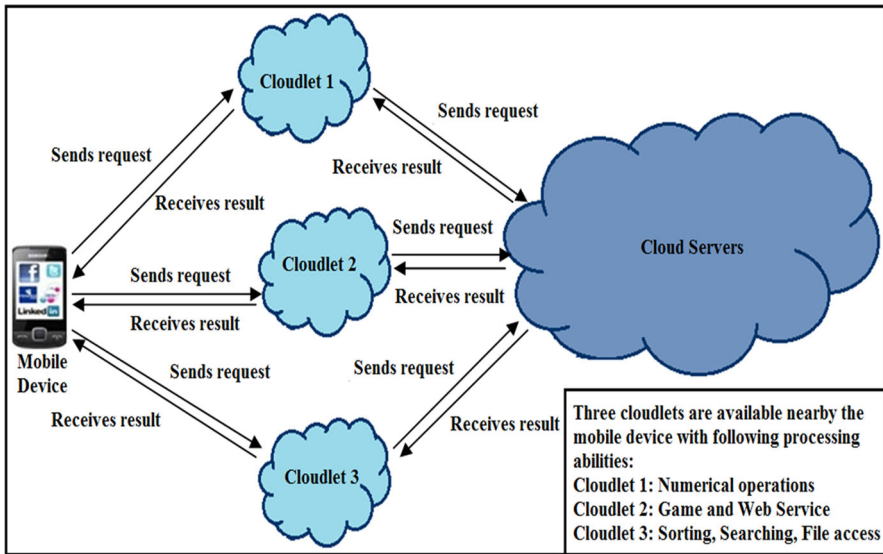 Cloudlet 1
Sends request
Sends request
Receives result
Receives result
Cloudlet 2
Sends request
Sends request
Receives result
Receives result
Cloud Servers
f
Linked in
Mobile
Device
Sends request
Receives result
Sends request
Receives result
Cloudlet 3
Three cloudlets are available nearby the
mobile device with following processing
abilities:
Cloudlet 1: Numerical operations
Cloudlet 2: Game and Web Service
Cloudlet 3: Sorting, Searching, File access